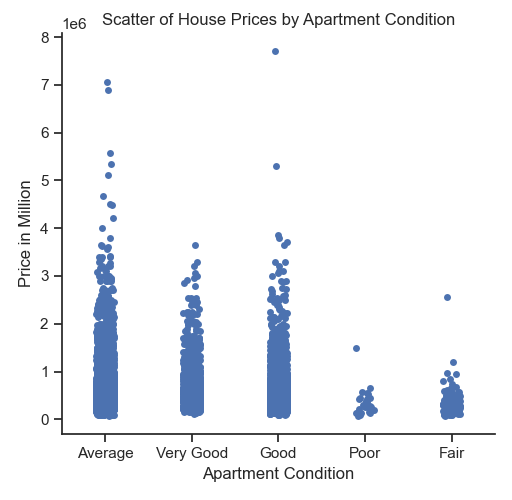 Scatter of House Prices by Apartment Condition
1e6
8
7
6
5
4
3
2
1
0
Price in Million
Average Very Good Good Poor Fair
Apartment Condition